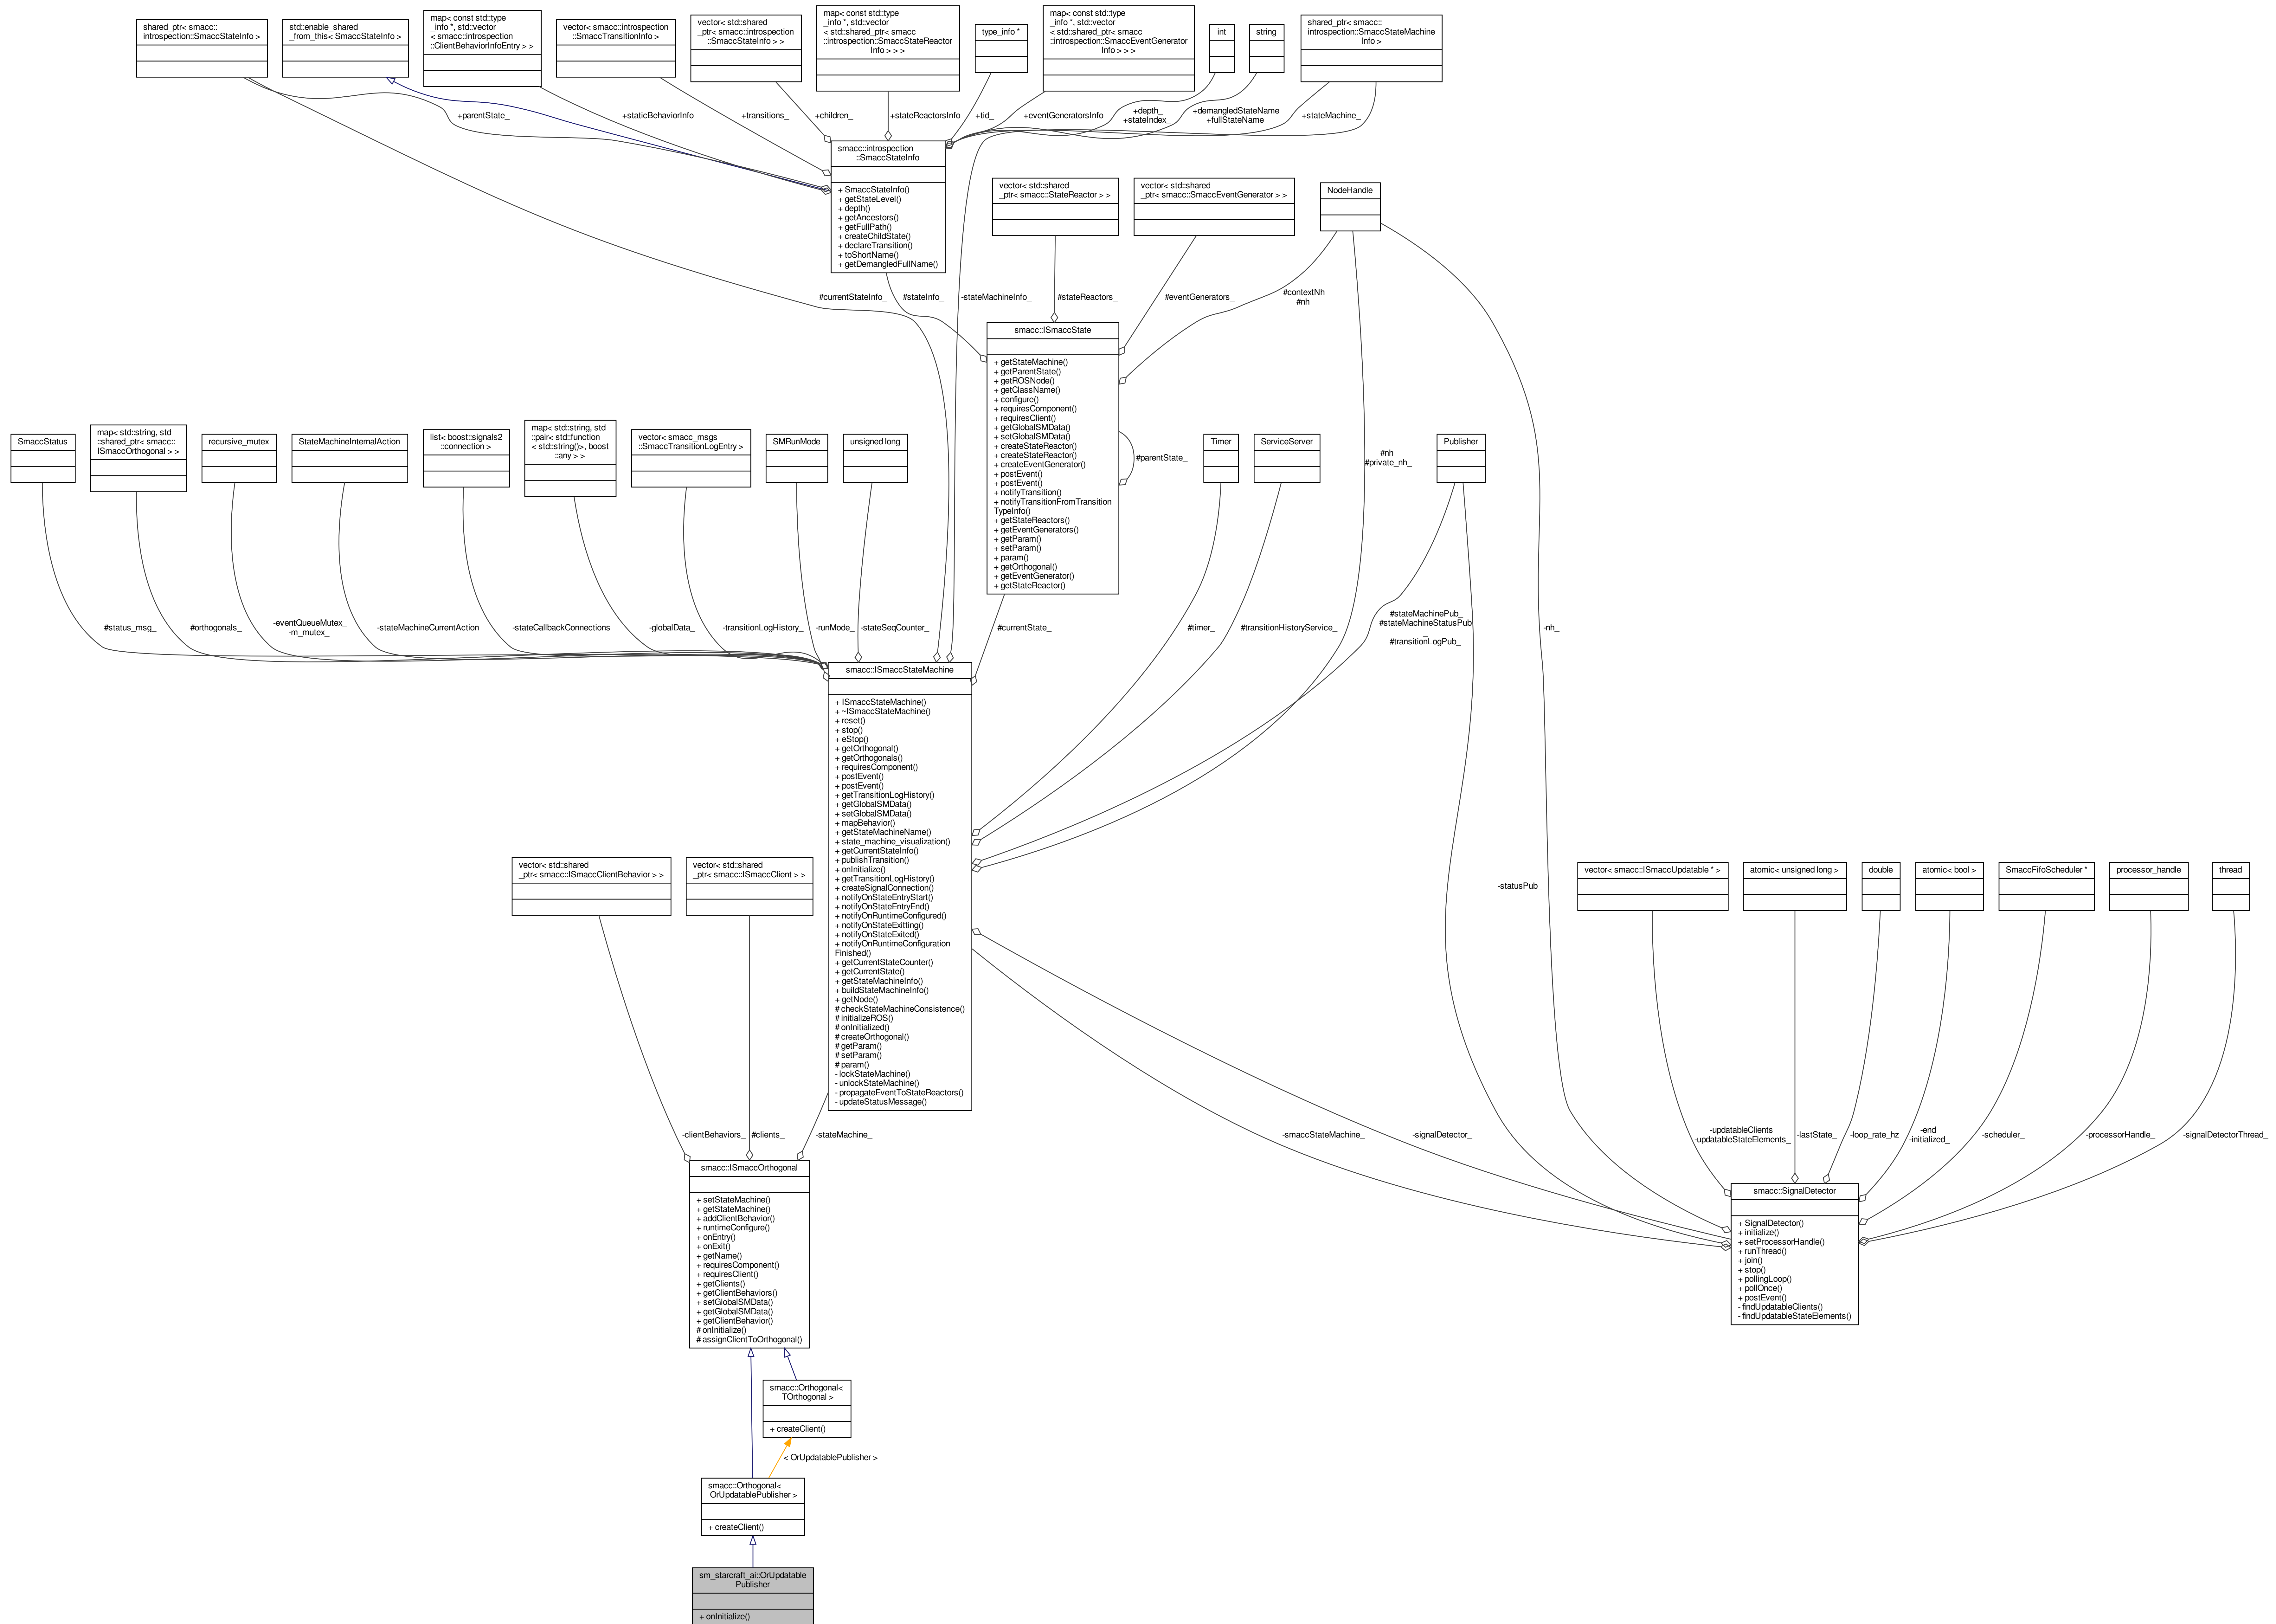 shared_ptr< smacc::
introspection::SmaccStateInfo >
std::enable_shared
_from_this< SmaccStateInfo >
map< const std::type
_info *, std::vector
< smacc::introspection
::ClientBehaviorInfoEntry > >
vector< smacc::introspection
::SmaccTransitionInfo >
vector< std::shared
_ptr< smacc::introspection
::SmaccStateInfo > >
map< const std::type
_info *, std::vector
< std::shared_ptr< smacc
::introspection::SmaccStateReactor
Info > > >
type_info *
map< const std::type
_info *, std::vector
< std::shared_ptr< smacc
::introspection::SmaccEventGenerator
Info > > >
int
string
shared_ptr< smacc::
introspection::SmaccStateMachine
Info >
+parentState_
+staticBehaviorInfo
+transitions_
+children_
+stateReactorsInfo
+tid_
+eventGeneratorsInfo
+depth_
+stateIndex_
+demangledStateName
+fullStateName
+stateMachine_
smacc::introspection
::SmaccStateInfo
+ SmaccStateInfo()
+ getStateLevel()
+ depth()
+ getAncestors()
+ getFullPath()
+ createChildState()
+ declareTransition()
+ toShortName()
+ getDemangledFullName()
vector< std::shared
_ptr< smacc::StateReactor > >
vector< std::shared
_ptr< smacc::SmaccEventGenerator > >
NodeHandle
#currentStateInfo_
#stateInfo_
-stateMachineInfo_
#stateReactors_
#eventGenerators_
#contextNh
#nh
smacc::ISmaccState
+ getStateMachine()
+ getParentState()
+ getROSNode()
+ getClassName()
+ configure()
+ requiresComponent()
+ requiresClient()
+ getGlobalSMData()
+ setGlobalSMData()
+ createStateReactor()
+ createStateReactor()
+ createEventGenerator()
+ postEvent()
+ postEvent()
+ notifyTransition()
+ notifyTransitionFromTransition
TypeInfo()
+ getStateReactors()
+ getEventGenerators()
+ getParam()
+ setParam()
+ param()
+ getOrthogonal()
+ getEventGenerator()
+ getStateReactor()
#parentState_
SmaccStatus
map< std::string, std
::shared_ptr< smacc::
ISmaccOrthogonal > >
recursive_mutex
StateMachineInternalAction
list< boost::signals2
::connection >
map< std::string, std
::pair< std::function
< std::string()>, boost
::any > >
vector< smacc_msgs
::SmaccTransitionLogEntry >
SMRunMode
unsigned long
Timer
ServiceServer
#nh_
#private_nh_
Publisher
#status_msg_
#orthogonals_
-eventQueueMutex_
-m_mutex_
-stateMachineCurrentAction
-stateCallbackConnections
-globalData_
-transitionLogHistory_
-runMode_
-stateSeqCounter_
#currentState_
#timer_
#transitionHistoryService_
#stateMachinePub_
#stateMachineStatusPub
_
#transitionLogPub_
-nh_
smacc::ISmaccStateMachine
+ ISmaccStateMachine()
+ ~ISmaccStateMachine()
+ reset()
+ stop()
+ eStop()
+ getOrthogonal()
+ getOrthogonals()
+ requiresComponent()
+ postEvent()
+ postEvent()
+ getTransitionLogHistory()
+ getGlobalSMData()
+ setGlobalSMData()
+ mapBehavior()
+ getStateMachineName()
+ state_machine_visualization()
+ getCurrentStateInfo()
+ publishTransition()
+ onInitialize()
+ getTransitionLogHistory()
+ createSignalConnection()
+ notifyOnStateEntryStart()
+ notifyOnStateEntryEnd()
+ notifyOnRuntimeConfigured()
+ notifyOnStateExitting()
+ notifyOnStateExited()
+ notifyOnRuntimeConfiguration
Finished()
+ getCurrentStateCounter()
+ getCurrentState()
+ getStateMachineInfo()
+ buildStateMachineInfo()
+ getNode()
# checkStateMachineConsistence()
# initializeROS()
# onInitialized()
# createOrthogonal()
# getParam()
# setParam()
# param()
- lockStateMachine()
- unlockStateMachine()
- propagateEventToStateReactors()
- updateStatusMessage()
vector< std::shared
_ptr< smacc::ISmaccClientBehavior > >
vector< std::shared
_ptr< smacc::ISmaccClient > >
-statusPub_
vector< smacc::ISmaccUpdatable * >
atomic< unsigned long >
double
atomic< bool >
SmaccFifoScheduler *
processor_handle
thread
-clientBehaviors_
#clients_
-stateMachine_
-smaccStateMachine_
-signalDetector_
-updatableClients_
-updatableStateElements_
-lastState_
-loop_rate_hz
-end_
-initialized_
-scheduler_
-processorHandle_
-signalDetectorThread_
smacc::ISmaccOrthogonal
+ setStateMachine()
+ getStateMachine()
+ addClientBehavior()
+ runtimeConfigure()
+ onEntry()
+ onExit()
+ getName()
+ requiresComponent()
+ requiresClient()
+ getClients()
+ getClientBehaviors()
+ setGlobalSMData()
+ getGlobalSMData()
+ getClientBehavior()
# onInitialize()
# assignClientToOrthogonal()
smacc::SignalDetector
+ SignalDetector()
+ initialize()
+ setProcessorHandle()
+ runThread()
+ join()
+ stop()
+ pollingLoop()
+ pollOnce()
+ postEvent()
- findUpdatableClients()
- findUpdatableStateElements()
smacc::Orthogonal<
TOrthogonal >
+ createClient()
< OrUpdatablePublisher >
smacc::Orthogonal<
OrUpdatablePublisher >
+ createClient()
sm_starcraft_ai::OrUpdatable
Publisher
+ onInitialize()